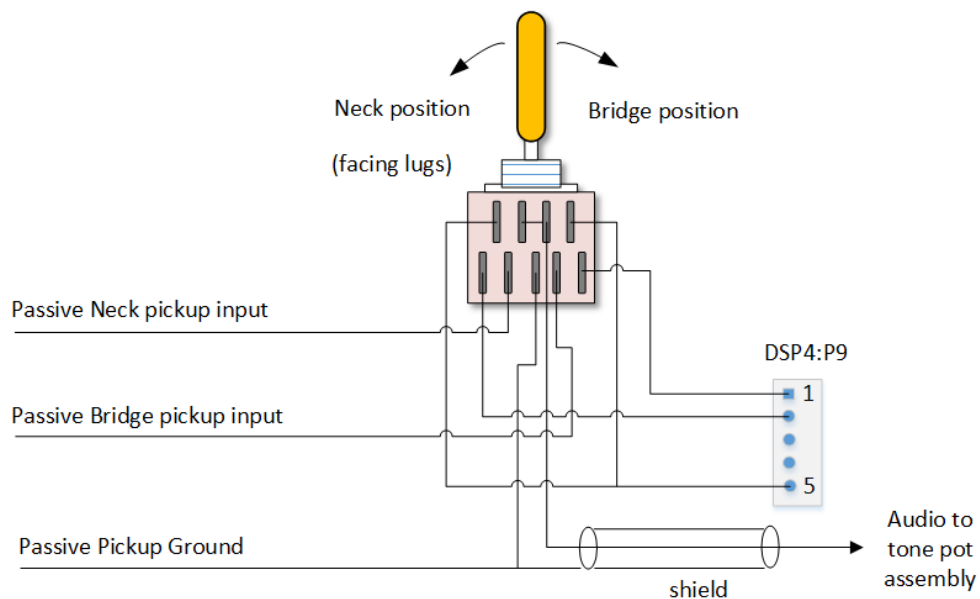 Neck position
(facing lugs)
Bridge position
Passive Neck pickup input
DSP4:P9
1
Passive Bridge pickup input
5
Passive Pickup Ground
shield
Audio to
tone pot
assembly